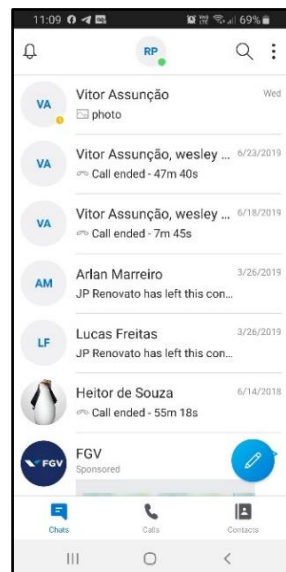 11:09
69%
RP
VA
Vitor Assunção
Wed
photo
VA
Vitor Assunção, wesley ...
6/23/2019
Call ended - 47m 40s
VA
Vitor Assunção, wesley ...
6/18/2019
Call ended - 7m 45s
AM
Arlan Marreiro
3/26/2019
JP Renovato has left this con...
LF
Lucas Freitas
3/26/2019
JP Renovato has left this con...
Heitor de Souza
6/14/2018
Call ended - 55m 18s
FGV
FGV
Sponsored
Chats
Calls
Contacts